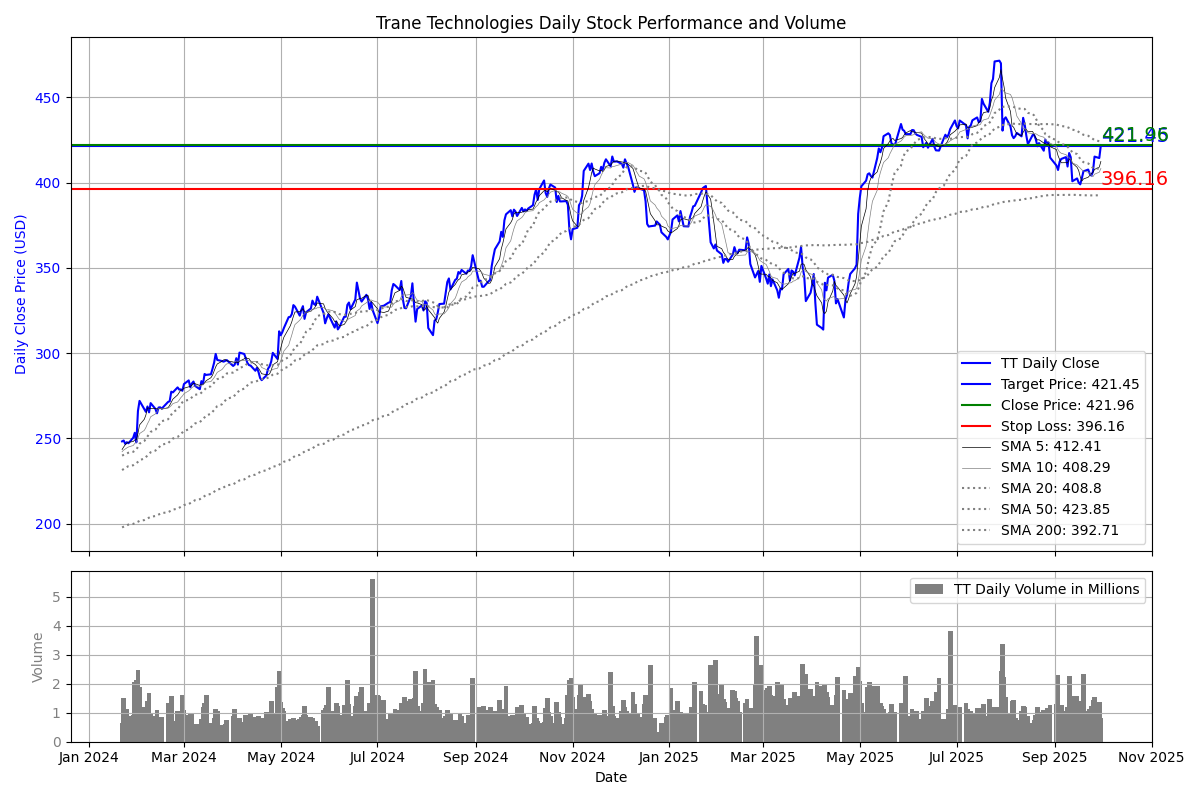 Trane Technologies Daily Stock Performance and Volume
Daily Close Price (USD)
450
400
350
300
250
200
421.96
396.16
TT Daily Close
Target Price: 421.45
Close Price: 421.96
Stop Loss: 396.16
SMA 5: 412.41
SMA 10: 408.29
SMA 20: 408.8
SMA 50: 423.85
SMA 200: 392.71
Volume
5
4
3
2
1
0
TT Daily Volume in Millions
Jan 2024 Mar 2024 May 2024 Jul 2024 Sep 2024 Nov 2024 Jan 2025 Mar 2025 May 2025 Jul 2025 Sep 2025 Nov 2025
Date